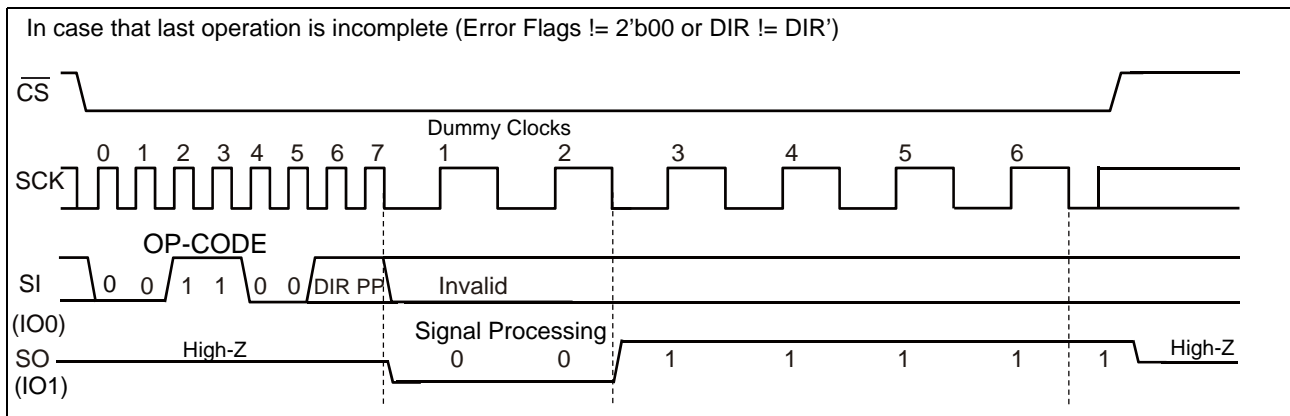 In case that last operation is incomplete (Error Flags != 2'b00 or DIR != DIR')
CS
Dummy Clocks
0 1 2 3 4 5 6 7 1 2 3 4 5 6
SCK
OP-CODE
SI 0 0 1 1 0 0 DIR PP Invalid
(IO0)
Signal Processing
SO High-Z 0 0 1 1 1 1 1 High-Z
(IO1)